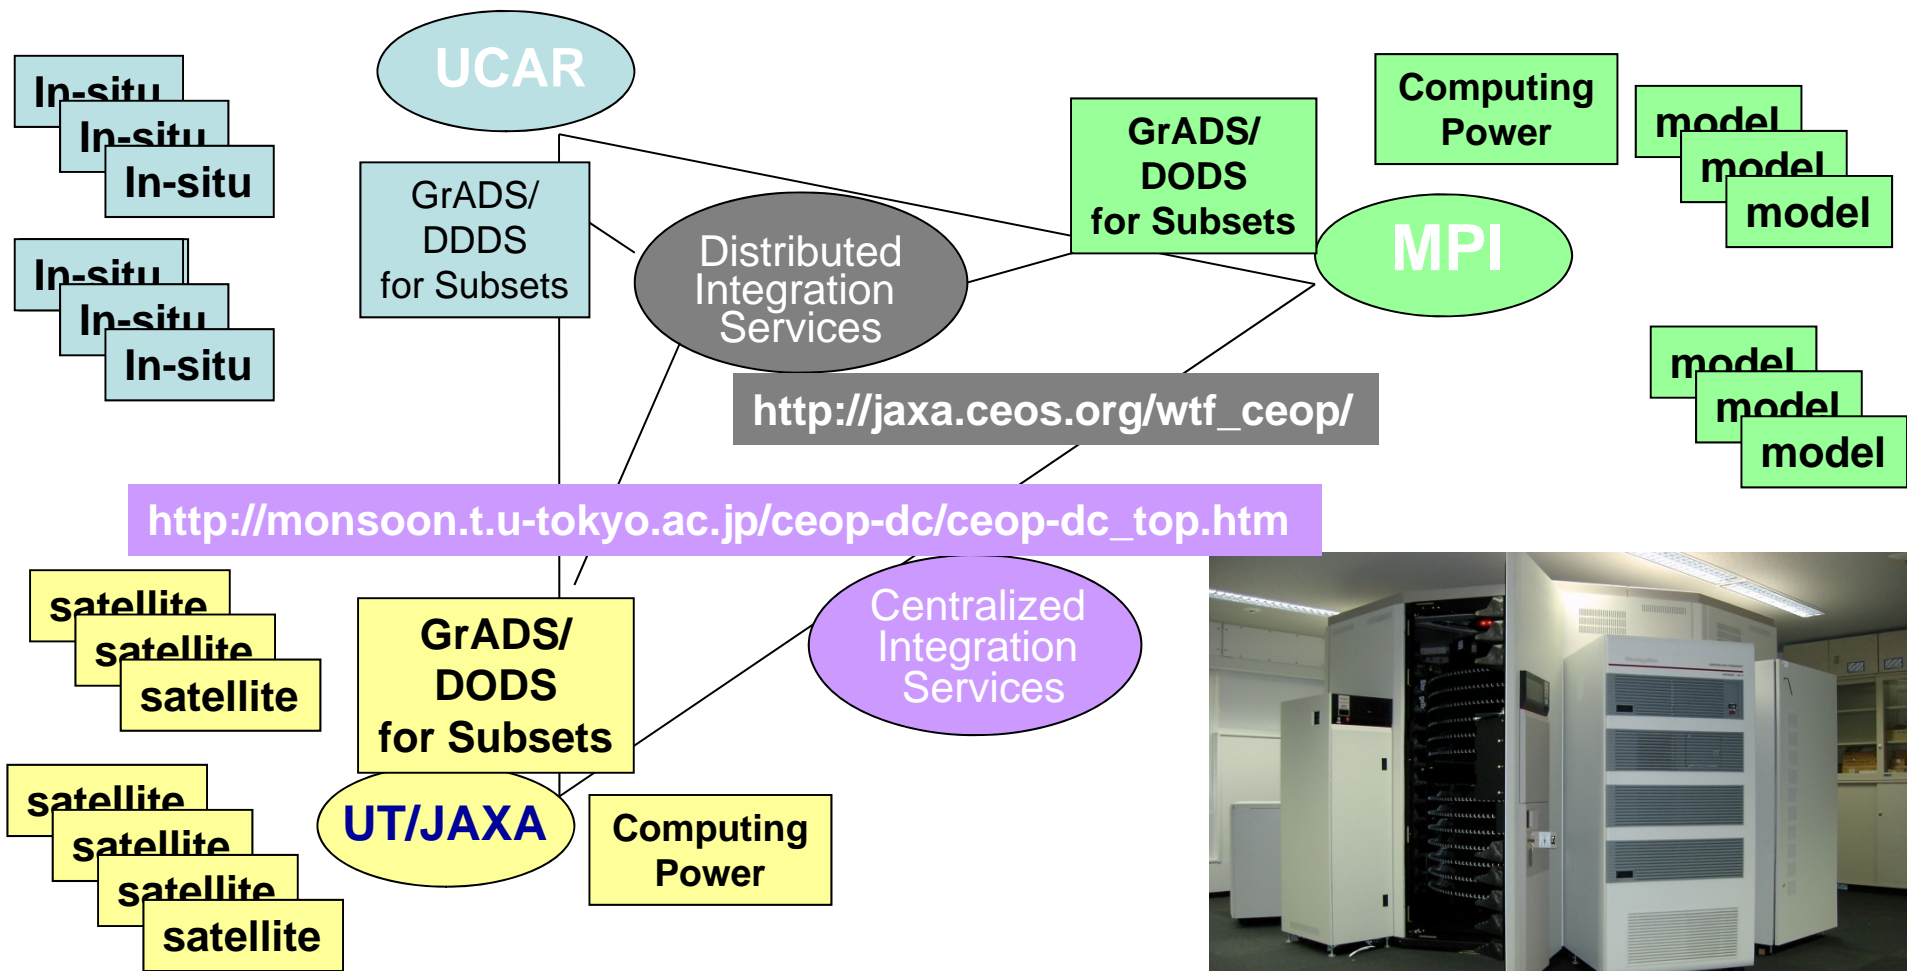 UCAR
In-situ
In-situ
In-situ
In-situ
In-situ
In-situ
GrADS/
DDDS
for Subsets
Distributed
Integration
Services
GrADS/
DODS
for Subsets
Computing
Power
MPI
model
model
model
model
model
model
http://jaxa.ceos.org/wtf_ceop/
http://monsoon.t.u-tokyo.ac.jp/ceop-dc/ceop-dc_top.htm
satellite
satellite
satellite
satellite
satellite
satellite
satellite
GrADS/
DODS
for Subsets
UT/JAXA
Computing
Power
Centralized
Integration
Services